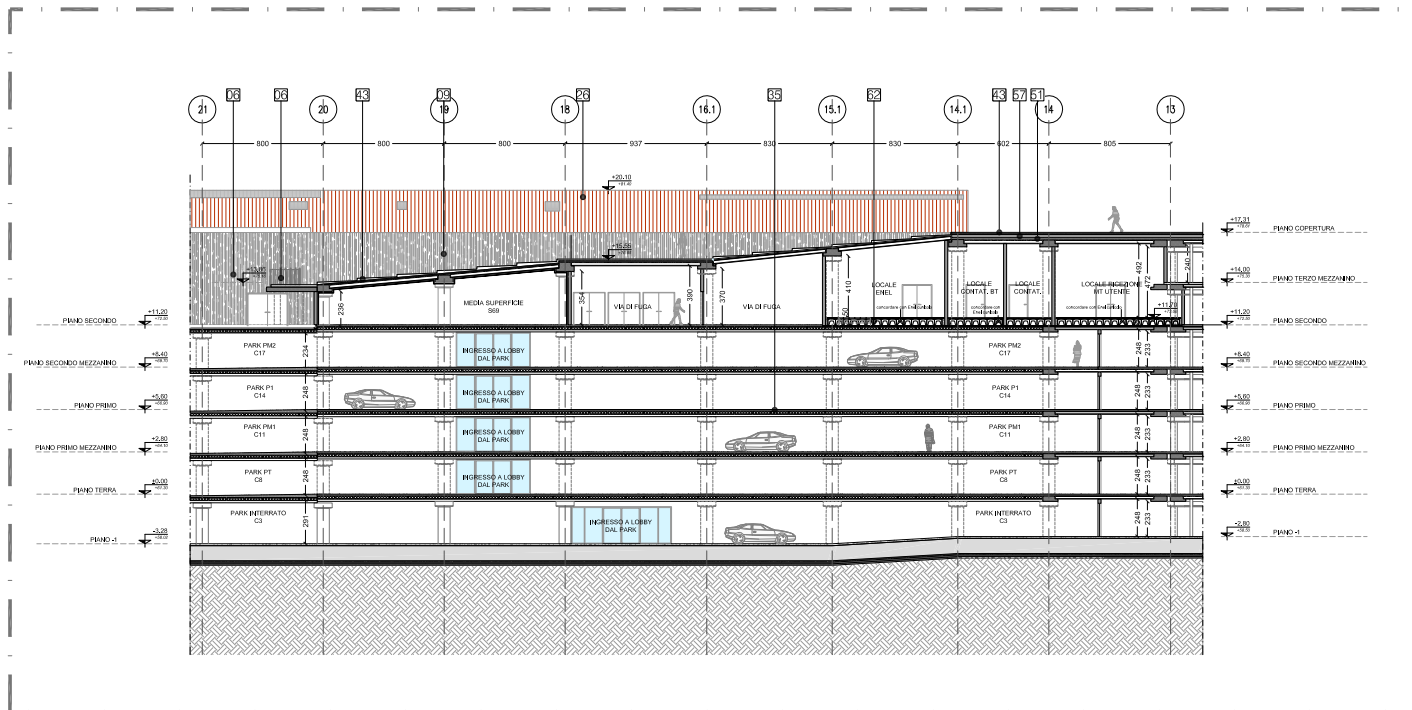 06
06
43
09
26
35
62
43
57
51
21
20
19
18
16.1
15.1
14.1
14
13
800
800
800
937
830
830
602
805
+20.10
+17,31
PIANO COPERTURA
+15.55
492
472
240
LOCALE
ENEL
LOCALE
CONTAT. BT
LOCALE
CONTAT.
LOCALE RICEZIONE
MT UTENTE
+14,00
PIANO TERZO MEZZANINO
236
MEDIA SUPERFICIE
S69
354
VIA DI FUGA
390
370
VIA DI FUGA
410
50
concordare con Enel
+11.70
PIANO SECONDO
+11.20
+11.20
PIANO SECONDO
PARK PM2
C17
234
INGRESSO A LOBBY
DAL PARK
PARK PM2
C17
248
233
PIANO SECONDO MEZZANINO
+8.40
+8,40
PIANO SECONDO MEZZANINO
PARK P1
C14
248
INGRESSO A LOBBY
DAL PARK
PARK P1
C14
248
233
PIANO PRIMO
+5,60
+5,60
PIANO PRIMO
PARK PM1
C11
248
INGRESSO A LOBBY
DAL PARK
PARK PM1
C11
248
233
PIANO PRIMO MEZZANINO
+2.80
+2,80
PIANO PRIMO MEZZANINO
PARK PT
C8
248
INGRESSO A LOBBY
DAL PARK
PARK PT
C8
248
233
PIANO TERRA
±0.00
±0.00
PIANO TERRA
PARK INTERRATO
C3
291
INGRESSO A LOBBY
DAL PARK
PARK INTERRATO
C3
248
233
PIANO -1
-3.28
-2,80
PIANO -1